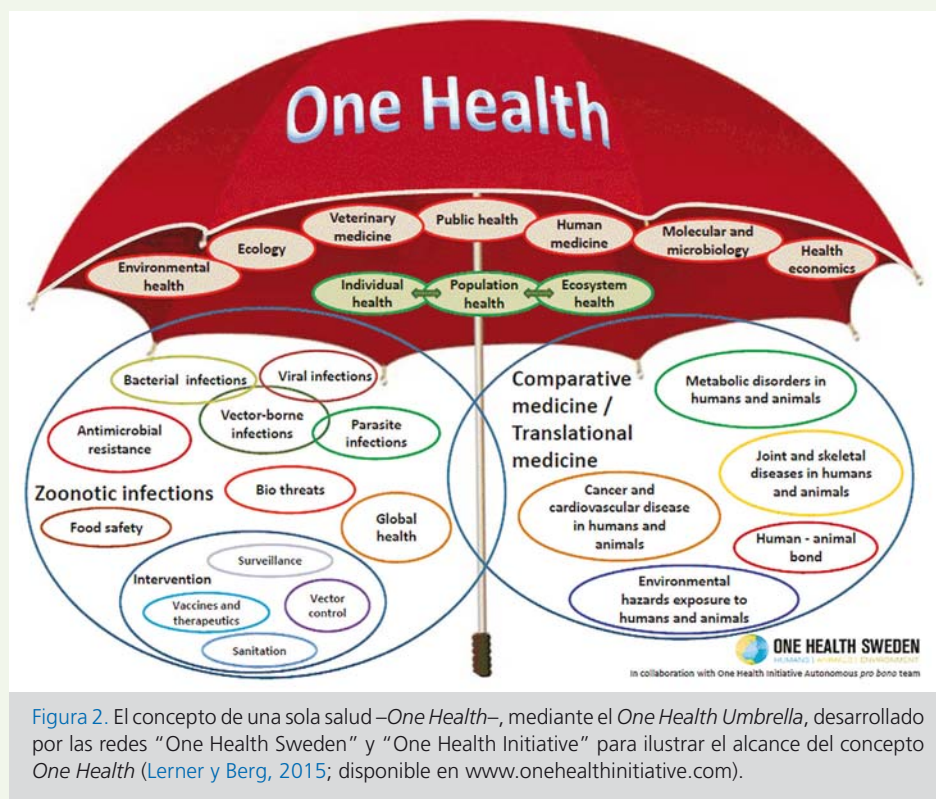 One Health
Environmental
health
Ecology
Veterinary
medicine
Public health
Human
medicine
Molecular and
microbiology
Health
economics
Individual
health
Population
health
Ecosystem
health
Bacterial infections
Viral infections
Vector-borne
infections
Parasite
infections
Antimicrobial
resistance
Zoonotic infections
Bio threats
Food safety
Global
health
Intervention
Surveillance
Vaccines and
therapeutics
Vector
control
Sanitation
Comparative
medicine /
Translational
medicine
Metabolic disorders in
humans and animals
Joint and skeletal
diseases in humans
and animals
Cancer and
cardiovascular disease
in humans and
animals
Human - animal
bond
Environmental
hazards exposure to
humans and animals
ONE HEALTH SWEDEN
HUMANS | ANIMALS | ENVIRONMENT
In collaboration with One Health Initiative Autonomous pro bono team
Figura 2. El concepto de una sola salud –One Health–, mediante el One Health Umbrella, desarrollado
por las redes “One Health Sweden” y “One Health Initiative” para ilustrar el alcance del concepto
One Health (Lerner y Berg, 2015; disponible en www.onehealthinitiative.com).